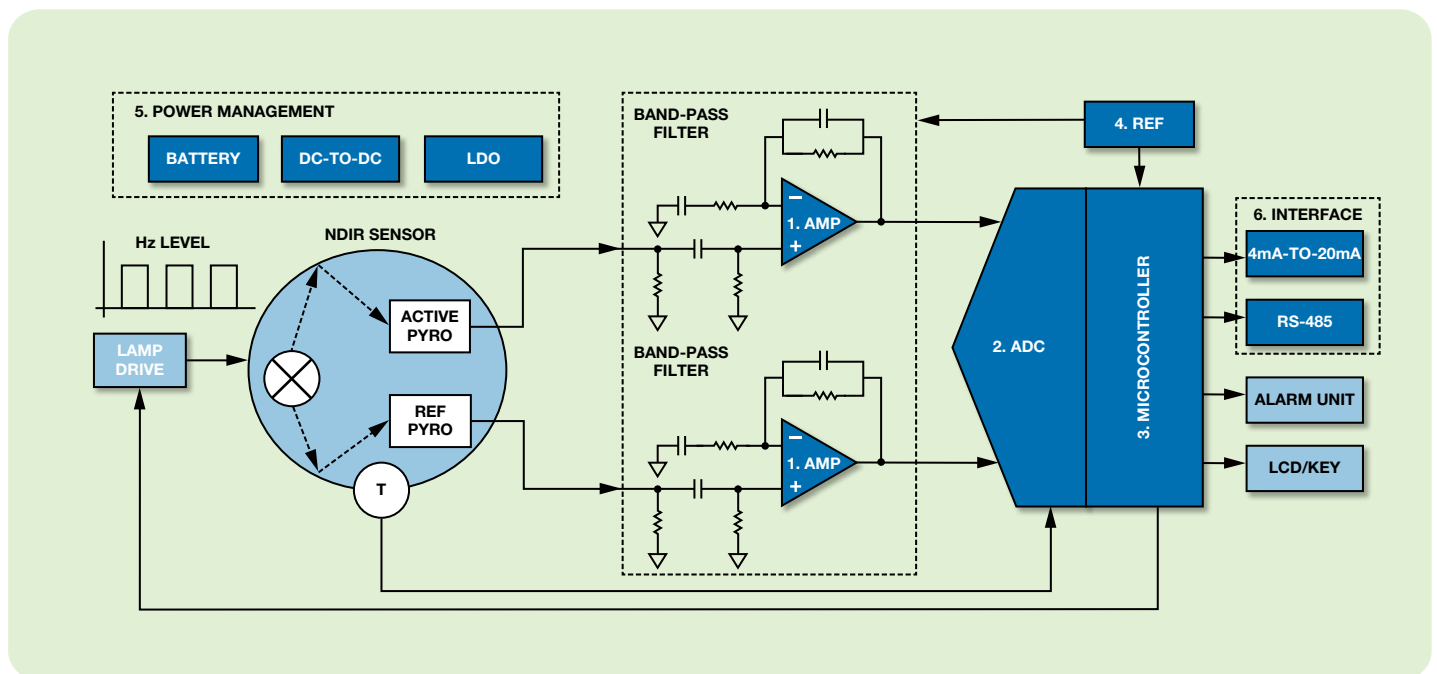 5. POWER MANAGEMENT
BATTERY
DC-TO-DC
LDO
Hz LEVEL
LAMP
DRIVE
NDIR SENSOR
ACTIVE
PYRO
REF
PYRO
T
BAND-PASS
FILTER
1. AMP
BAND-PASS
FILTER
1. AMP
4. REF
2. ADC
3. MICROCONTROLLER
6. INTERFACE
4mA-TO-20mA
RS-485
ALARM UNIT
LCD/KEY